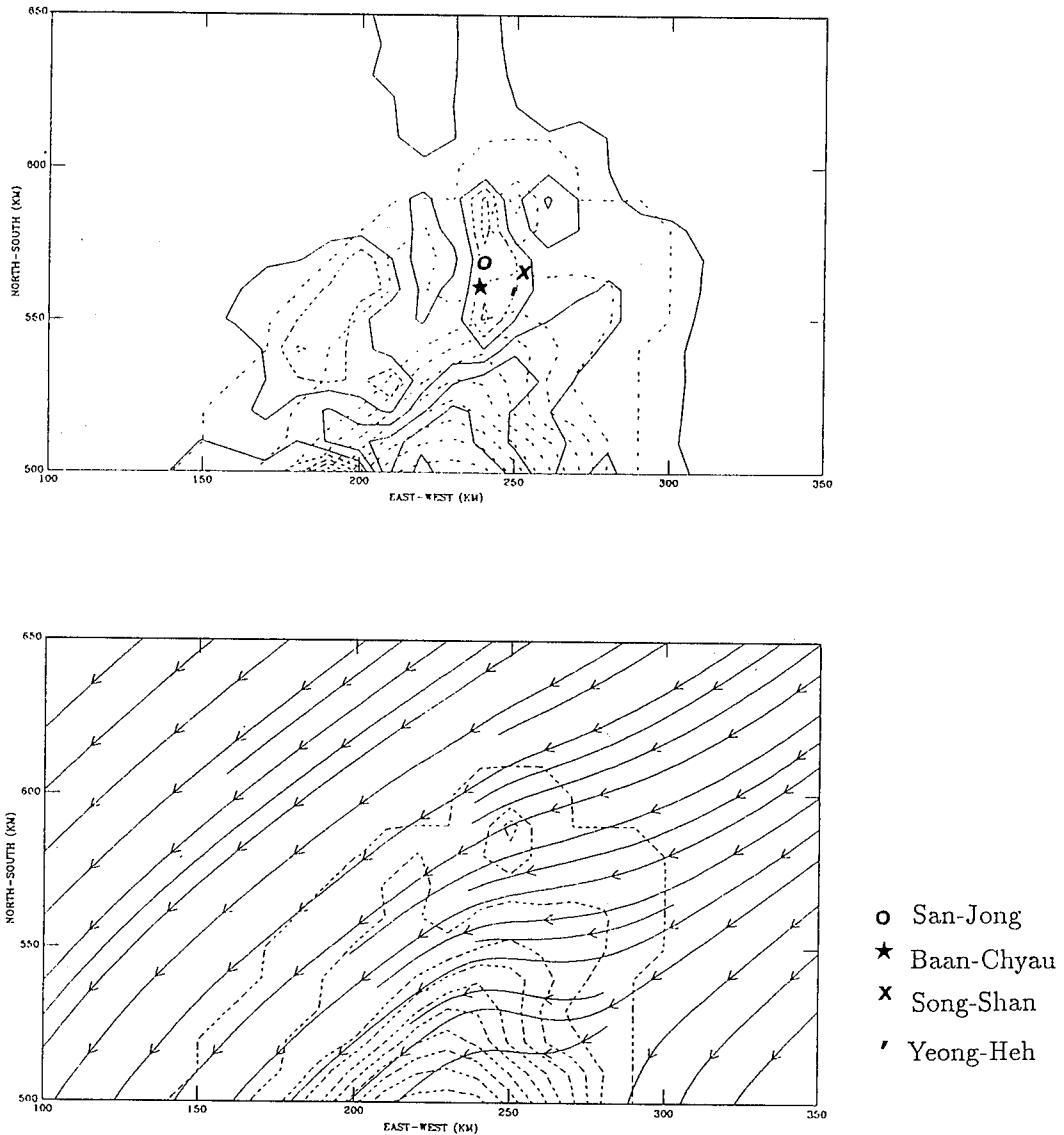 650
600
550
500
NORTH-SOUTH (KM)
100
150
200
250
300
350
EAST-WEST (KM)
650
600
550
500
NORTH-SOUTH (KM)
100
150
200
250
300
350
EAST-WEST (KM)
O San-Jong
★ Baan-Chyau
X Song-Shan
′ Yeong-Heh